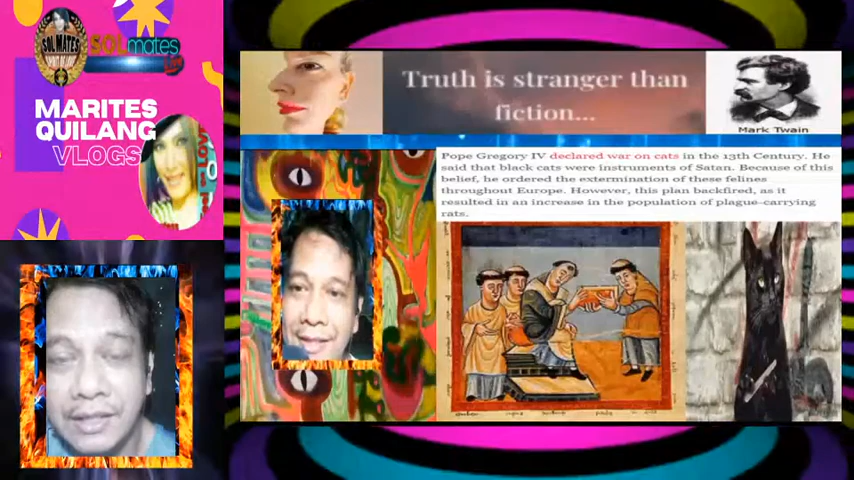 SOLMATES
SOLmates
Live
MARITES
QUILANG
VLOGS
Truth is stranger than
fiction...
Mark Twain
Pope Gregory IV declared war on cats in the 13th Century. He
said that black cats were instruments of Satan. Because of this
belief, he ordered the extermination of these felines
throughout Europe. However, this plan backfired, as it
resulted in an increase in the population of plague-carrying
rats.